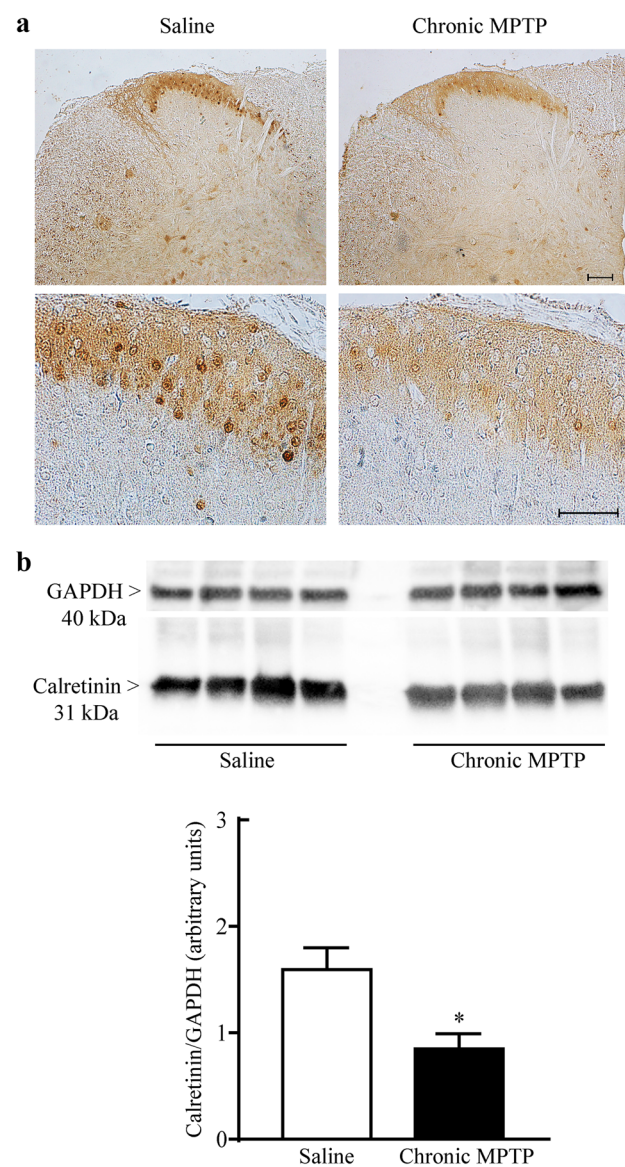 a
Saline Chronic MPTP
b
GAPDH >
40 kDa
Calretinin >
31 kDa
Saline Chronic MPTP
Calretinin/GAPDH (arbitrary units)
3
2
1
0
*
Saline Chronic MPTP